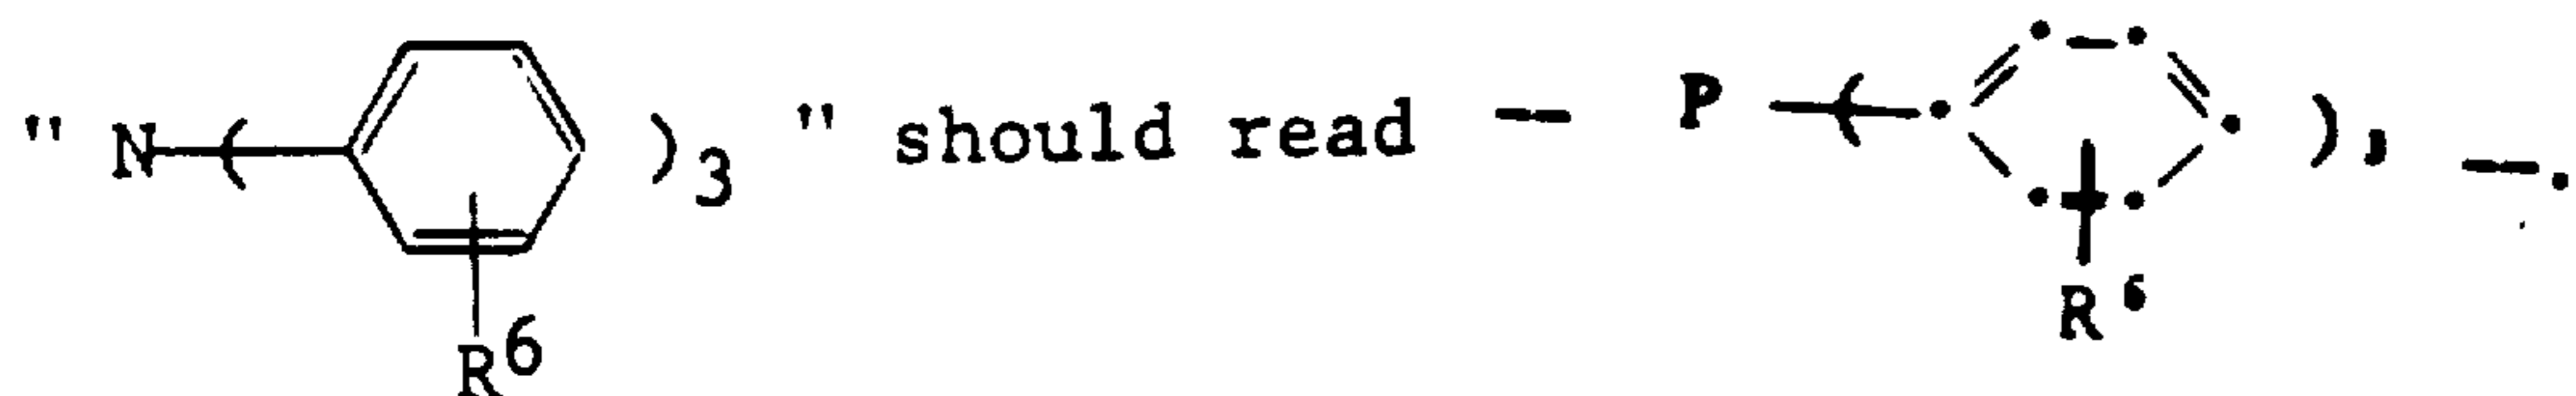 " N—( )3 " should read — P —( ), —.
R6 R6